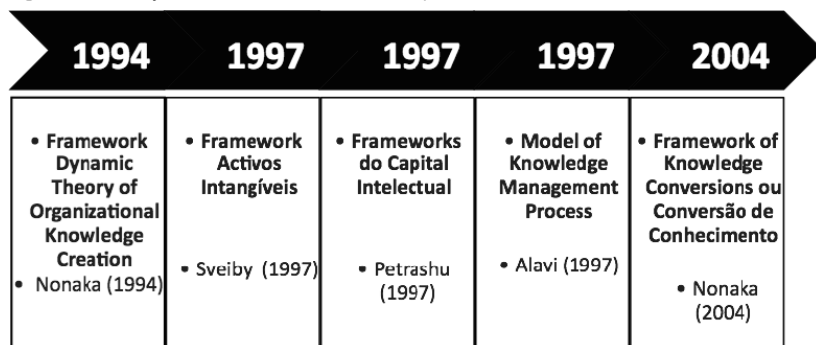 1994
1997
1997
1997
2004
• Framework
Dynamic
Theory of
Organizational
Knowledge
Creation
• Nonaka (1994)
• Framework
Activos
Intangíveis
• Sveiby (1997)
• Frameworks
do Capital
Intelectual
• Petrashu
(1997)
• Model of
Knowledge
Management
Process
• Alavi (1997)
• Framework of
Knowledge
Conversions ou
Conversão de
Conhecimento
• Nonaka
(2004)